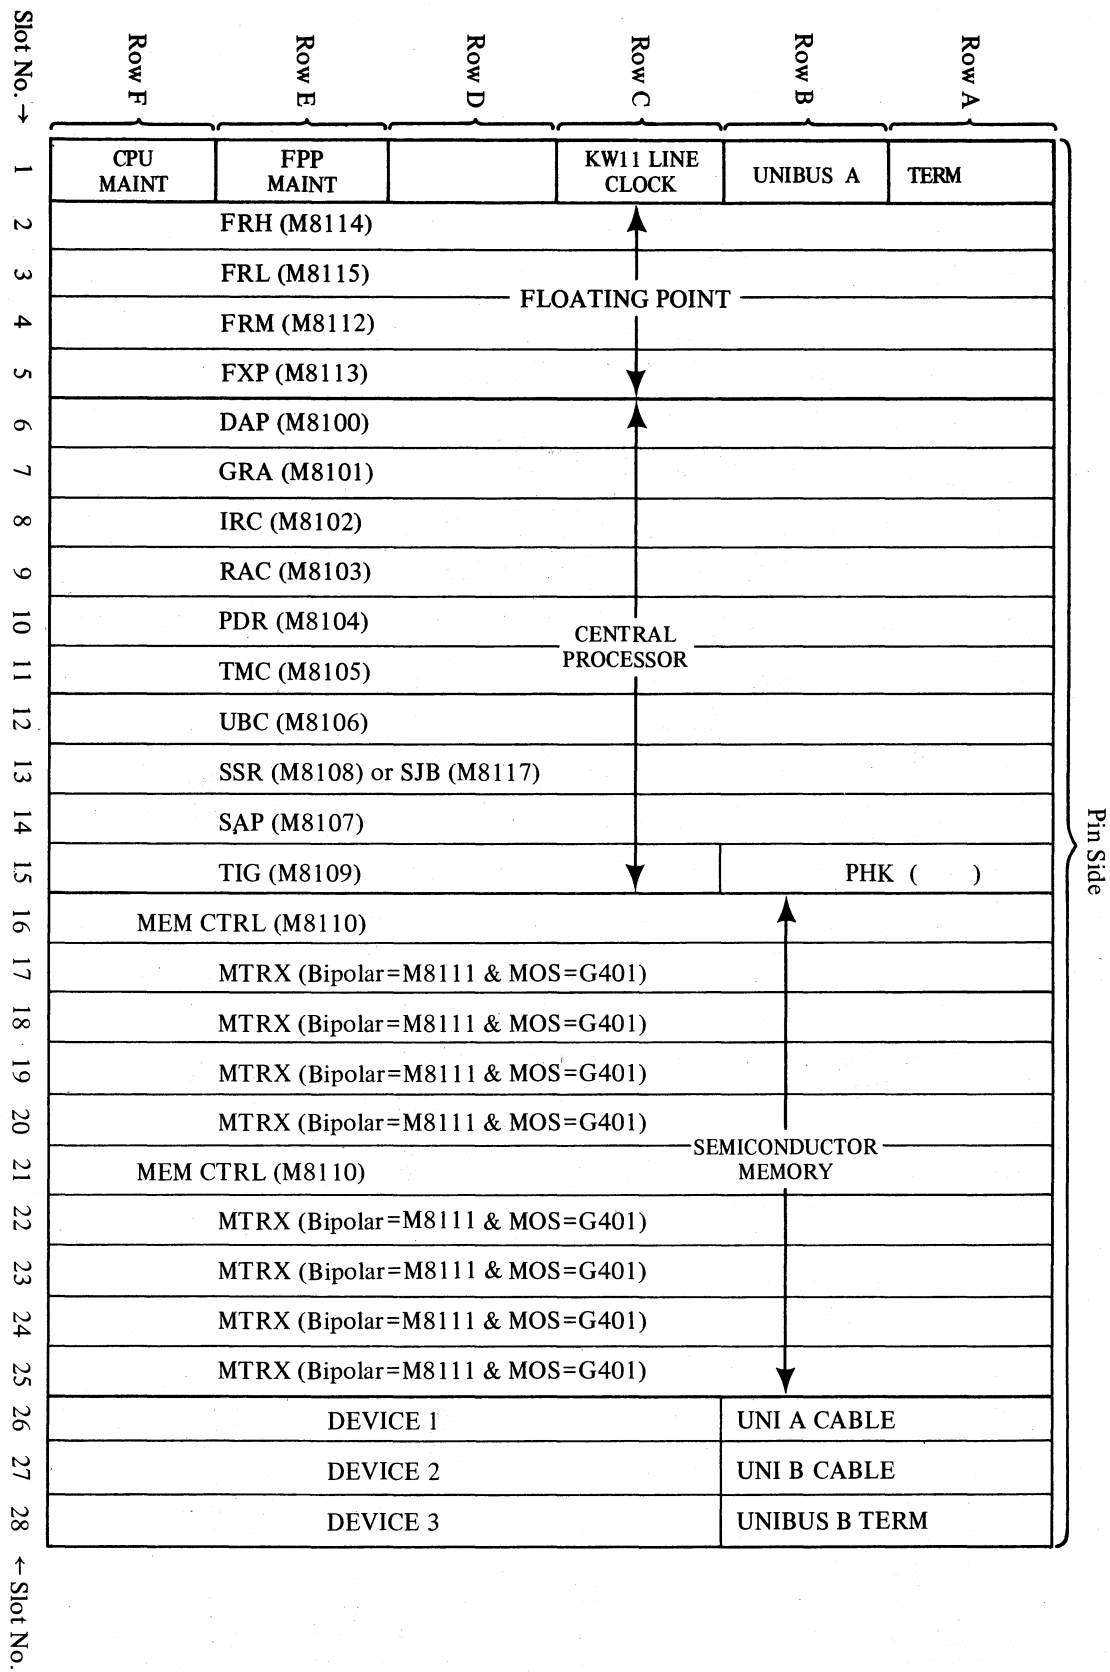 Slot No. →
Row F
Row E
Row D
Row C
Row B
Row A
1
CPU MAINT
FPP MAINT
KW11 LINE CLOCK
UNIBUS A
TERM
2
FRH (M8114)
3
FRL (M8115)
FLOATING POINT
4
FRM (M8112)
5
FXP (M8113)
6
DAP (M8100)
7
GRA (M8101)
8
IRC (M8102)
9
RAC (M8103)
10
PDR (M8104)
CENTRAL
PROCESSOR
11
TMC (M8105)
12
UBC (M8106)
13
SSR (M8108) or SJB (M8117)
14
SAP (M8107)
15
TIG (M8109)
PHK ( )
Pin Side
16
MEM CTRL (M8110)
17
MTRX (Bipolar=M8111 & MOS=G401)
18
MTRX (Bipolar=M8111 & MOS=G401)
19
MTRX (Bipolar=M8111 & MOS=G401)
20
MTRX (Bipolar=M8111 & MOS=G401)
SEMICONDUCTOR
MEMORY
21
MEM CTRL (M8110)
22
MTRX (Bipolar=M8111 & MOS=G401)
23
MTRX (Bipolar=M8111 & MOS=G401)
24
MTRX (Bipolar=M8111 & MOS=G401)
25
MTRX (Bipolar=M8111 & MOS=G401)
26
DEVICE 1
UNI A CABLE
27
DEVICE 2
UNI B CABLE
28
DEVICE 3
UNIBUS B TERM
← Slot No.